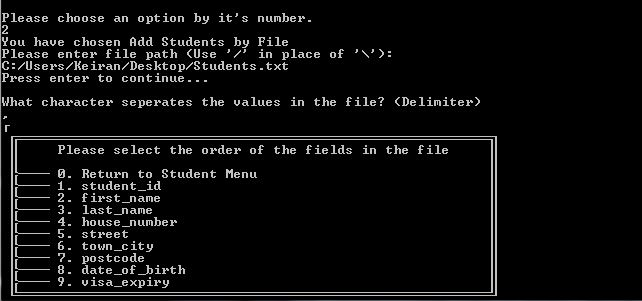 Please choose an option by it's number.
2
You have chosen Add Students by File
Please enter file path (Use '/' in place of '\'):
C:/Users/Keiran/Desktop/Students.txt
Press enter to continue...
What character seperates the values in the file? (Delimiter)
,
Please select the order of the fields in the file
0. Return to Student Menu
1. student_id
2. first_name
3. last_name
4. house_number
5. street
6. town_city
7. postcode
8. date_of_birth
9. visa_expiry